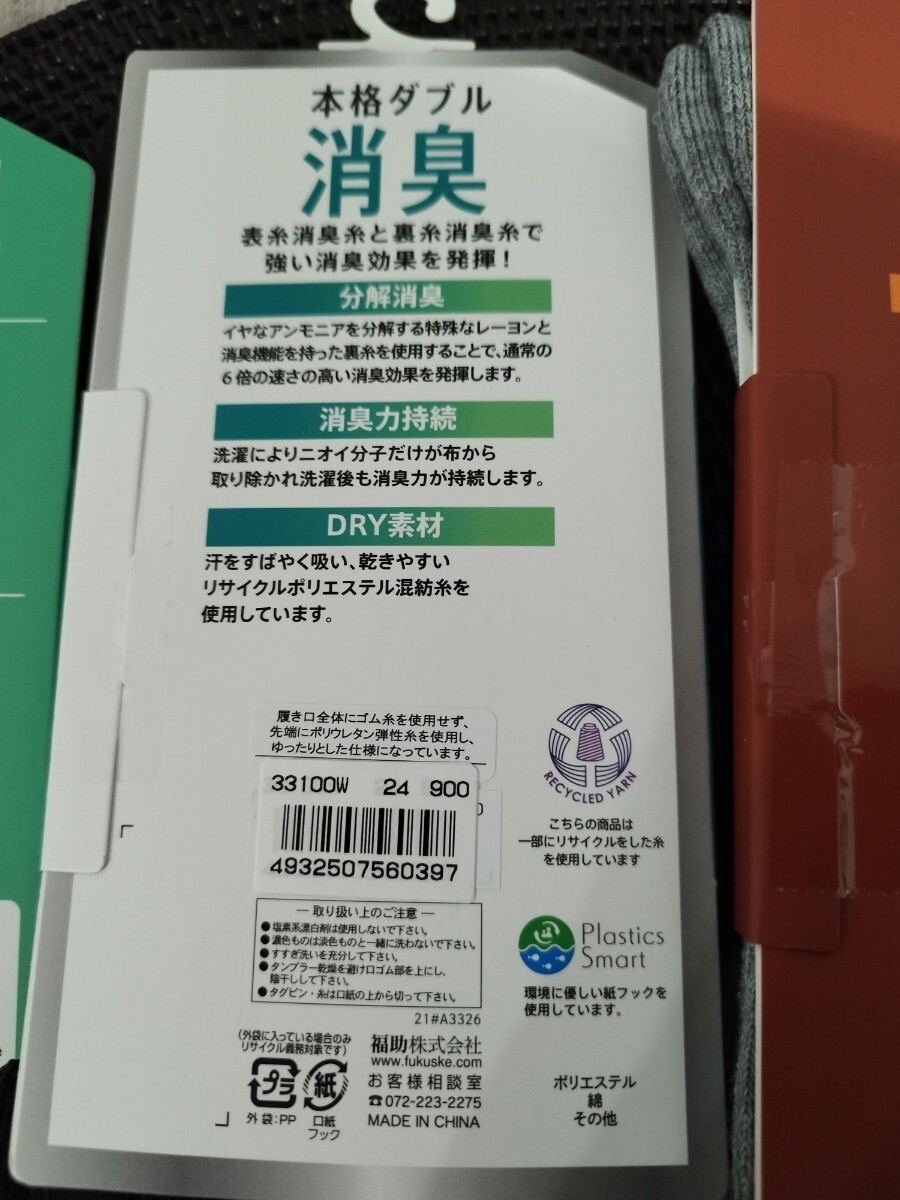 本格ダブル
消臭
表糸消臭糸と裏糸消臭糸で
強い消臭効果を発揮!
分解消臭
イヤなアンモニアを分解する特殊なレーヨンと
消臭機能を持った裏糸を使用することで、通常の
6倍の速さの高い消臭効果を発揮します。
消臭力持続
洗濯によりニオイ分子だけが布から
取り除かれ洗濯後も消臭力が持続します。
DRY素材
汗をすばやく吸い、乾きやすい
リサイクルポリエステル混紡糸を
使用しています。
履き口全体にゴム糸を使用せず、
先端にポリウレタン弾性糸を使用し、
ゆったりとした仕様になっています。
33100W 24 900
4932507560397
RECYCLED YARN
こちらの商品は
一部にリサイクルをした糸
を使用しています
― 取り扱い上のご注意 ―
●塩素系漂白剤は使用しないで下さい。
●濃色ものは淡色ものと一緒に洗わないで下さい。
●すすぎ洗いを充分して下さい。
●タンブラー乾燥を避け口ゴム部を上にし、
陰干しして下さい。
●タグピン・糸は口紙の上から切って下さい。
21#A3326
Plastics
Smart
環境に優しい紙フックを
使用しています。
(外袋に入っている場合のみ
リサイクル義務対象です)
プラ
紙
外袋:PP
口紙
フック
福助株式会社
www.fukuske.com
お客様相談室
☎072-223-2275
MADE IN CHINA
ポリエステル
綿
その他